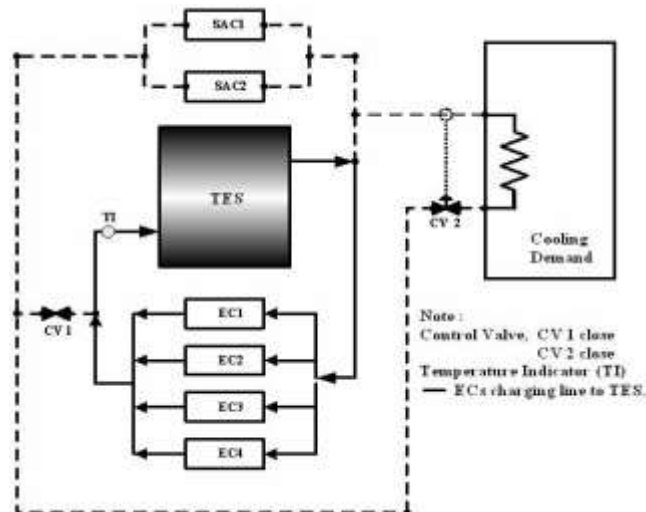 SAC1
SAC2
TES
TI
CV 1
CV 2
Cooling
Demand
EC1
EC2
EC3
EC4
Note :
Control Valve, CV 1 close
CV 2 close
Temperature Indicator (TI)
ECs charging line to TES.